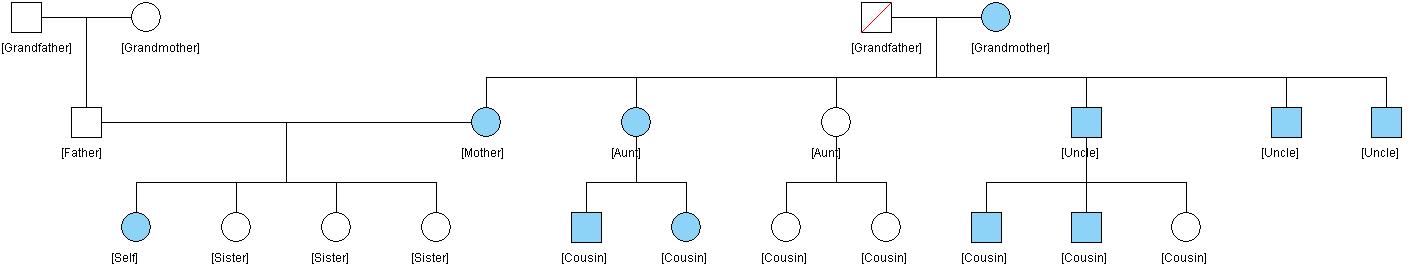 [Grandfather] [Grandmother] [Grandfather] [Grandmother]
[Father] [Mother] [Aunt] [Aunt] [Uncle] [Uncle] [Uncle]
[Self] [Sister] [Sister] [Sister] [Cousin] [Cousin] [Cousin] [Cousin] [Cousin] [Cousin] [Cousin]